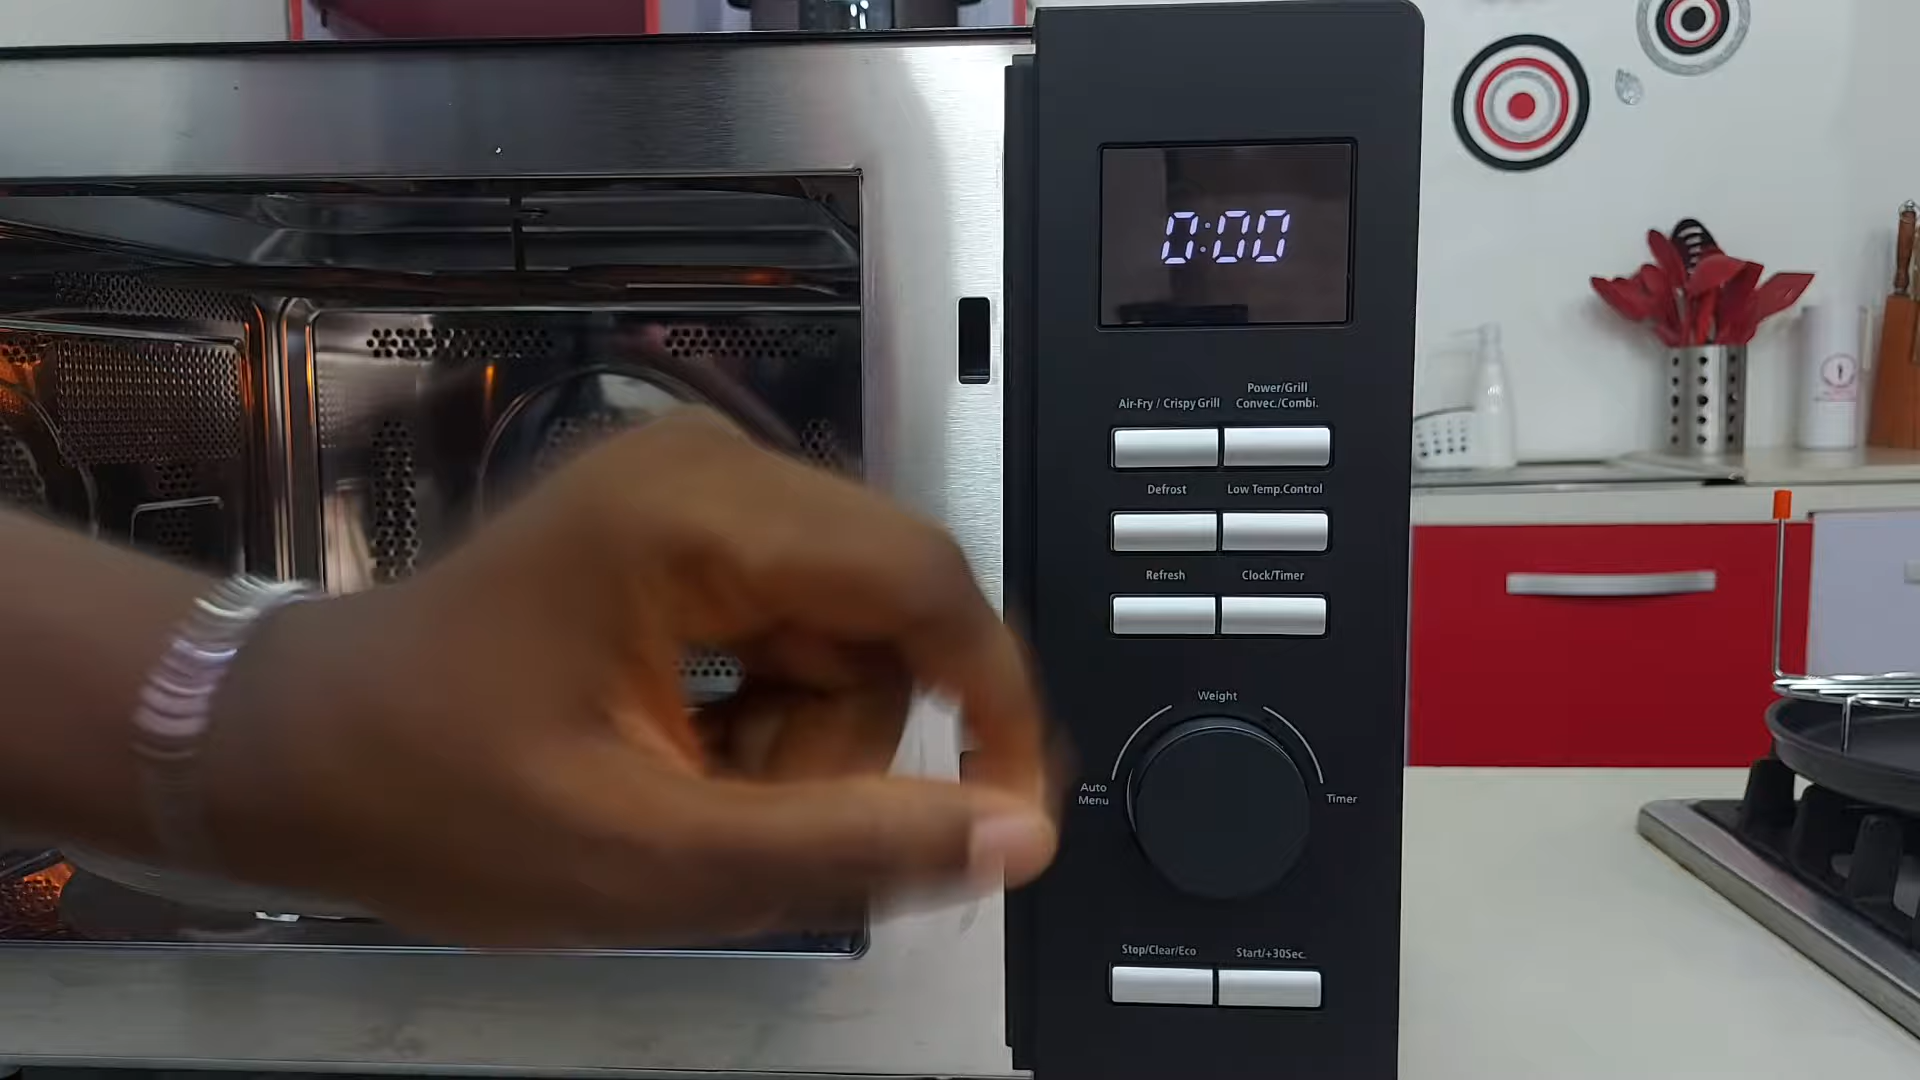 0:00
Air-Fry / Crispy Grill
Power/Grill
Convec./Combi.
Defrost
Low Temp.Control
Refresh
Clock/Timer
Weight
Auto
Menu
Timer
Stop/Clear/Eco
Start/+30Sec.